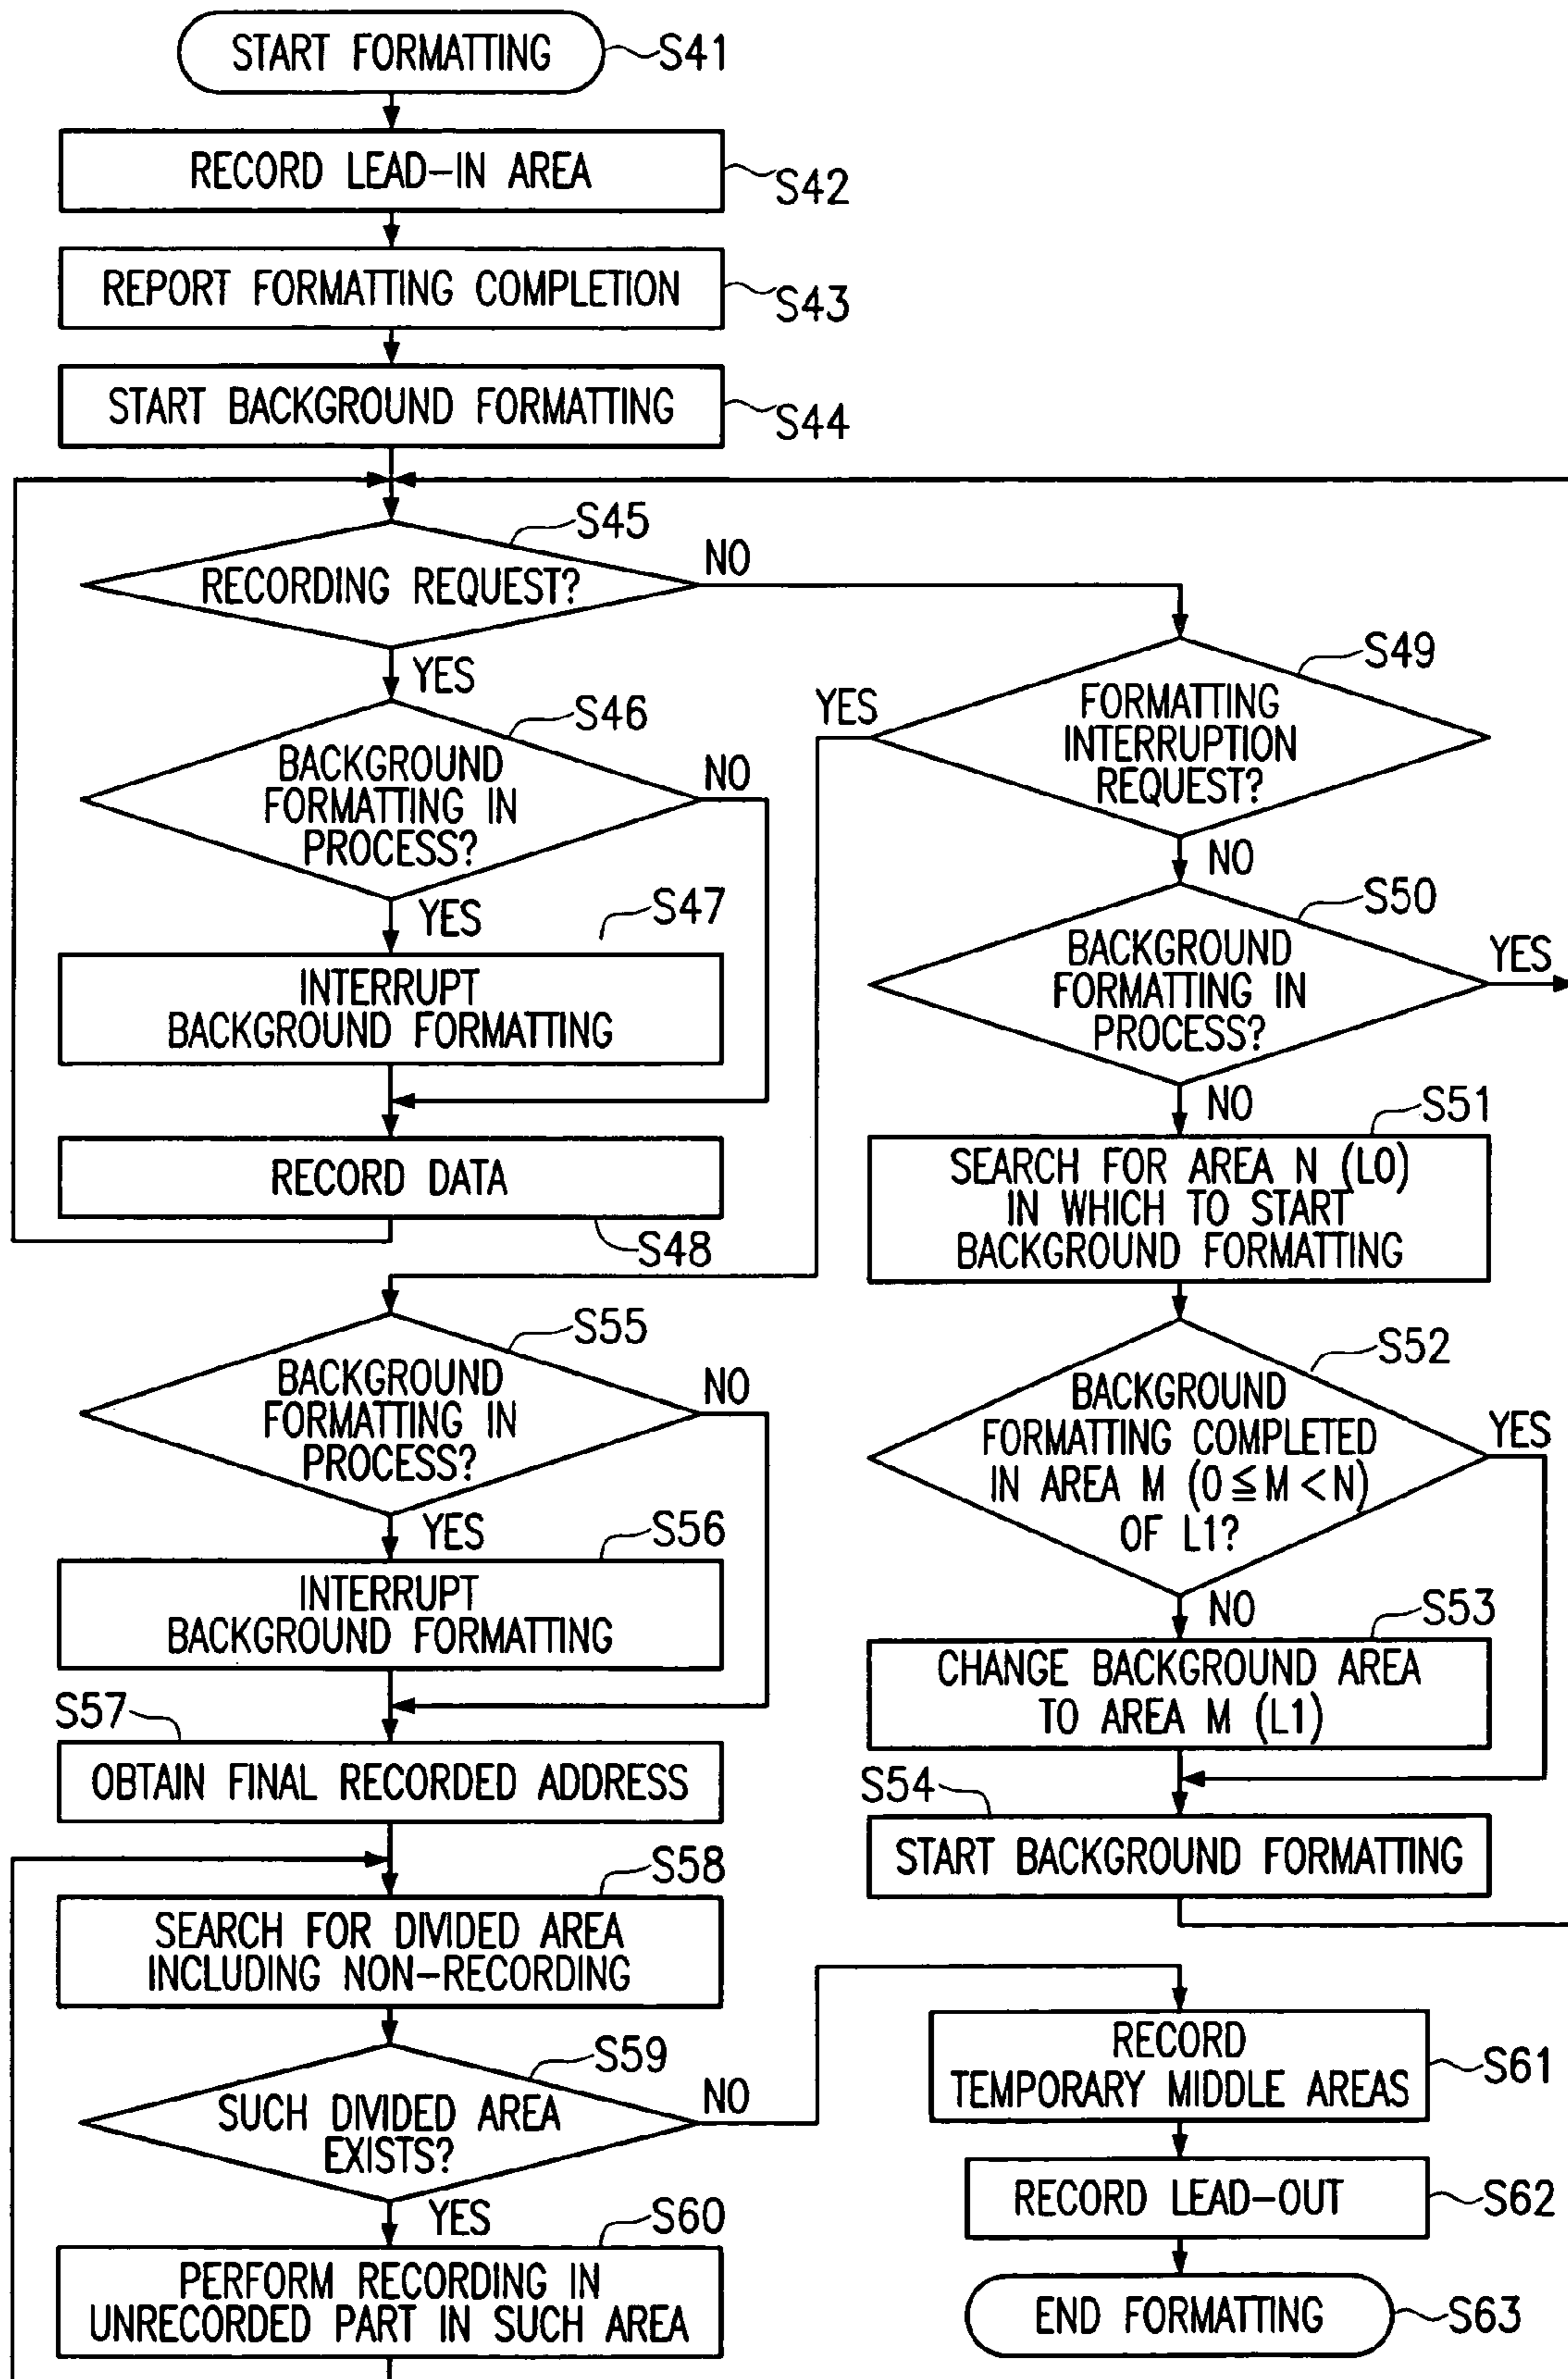 START FORMATTING
S41
RECORD LEAD-IN AREA
S42
REPORT FORMATTING COMPLETION
S43
START BACKGROUND FORMATTING
S44
S45
RECORDING REQUEST?
NO
YES
S46
BACKGROUND
FORMATTING IN
PROCESS?
NO
YES
S47
INTERRUPT
BACKGROUND FORMATTING
RECORD DATA
S48
S49
FORMATTING
INTERRUPTION
REQUEST?
YES
NO
S50
BACKGROUND
FORMATTING IN
PROCESS?
YES
NO
S51
SEARCH FOR AREA N (L0)
IN WHICH TO START
BACKGROUND FORMATTING
S52
BACKGROUND
FORMATTING COMPLETED
IN AREA M (0≦M<N)
OF L1?
YES
NO
S53
CHANGE BACKGROUND AREA
TO AREA M (L1)
S54
START BACKGROUND FORMATTING
S55
BACKGROUND
FORMATTING IN
PROCESS?
NO
YES
S56
INTERRUPT
BACKGROUND FORMATTING
S57
OBTAIN FINAL RECORDED ADDRESS
S58
SEARCH FOR DIVIDED AREA
INCLUDING NON-RECORDING
S59
SUCH DIVIDED AREA
EXISTS?
NO
YES
S60
PERFORM RECORDING IN
UNRECORDED PART IN SUCH AREA
RECORD
TEMPORARY MIDDLE AREAS
S61
RECORD LEAD-OUT
S62
END FORMATTING
S63